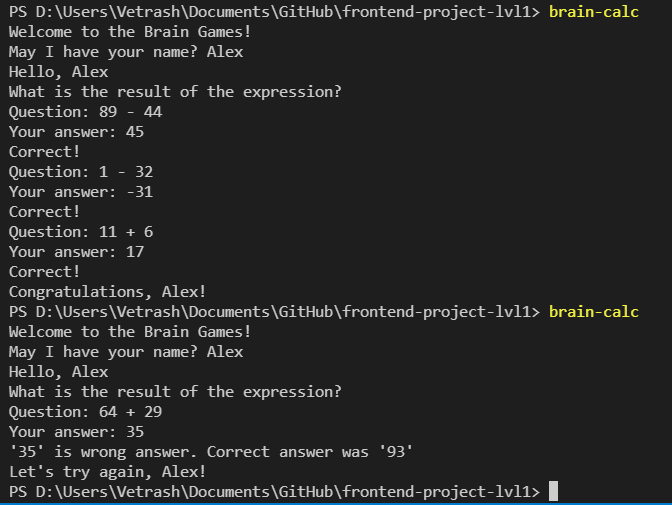 PS D:\Users\Vetrash\Documents\GitHub\frontend-project-lvl1> brain-calc
Welcome to the Brain Games!
May I have your name? Alex
Hello, Alex
What is the result of the expression?
Question: 89 - 44
Your answer: 45
Correct!
Question: 1 - 32
Your answer: -31
Correct!
Question: 11 + 6
Your answer: 17
Correct!
Congratulations, Alex!
PS D:\Users\Vetrash\Documents\GitHub\frontend-project-lvl1> brain-calc
Welcome to the Brain Games!
May I have your name? Alex
Hello, Alex
What is the result of the expression?
Question: 64 + 29
Your answer: 35
'35' is wrong answer. Correct answer was '93'
Let's try again, Alex!
PS D:\Users\Vetrash\Documents\GitHub\frontend-project-lvl1>